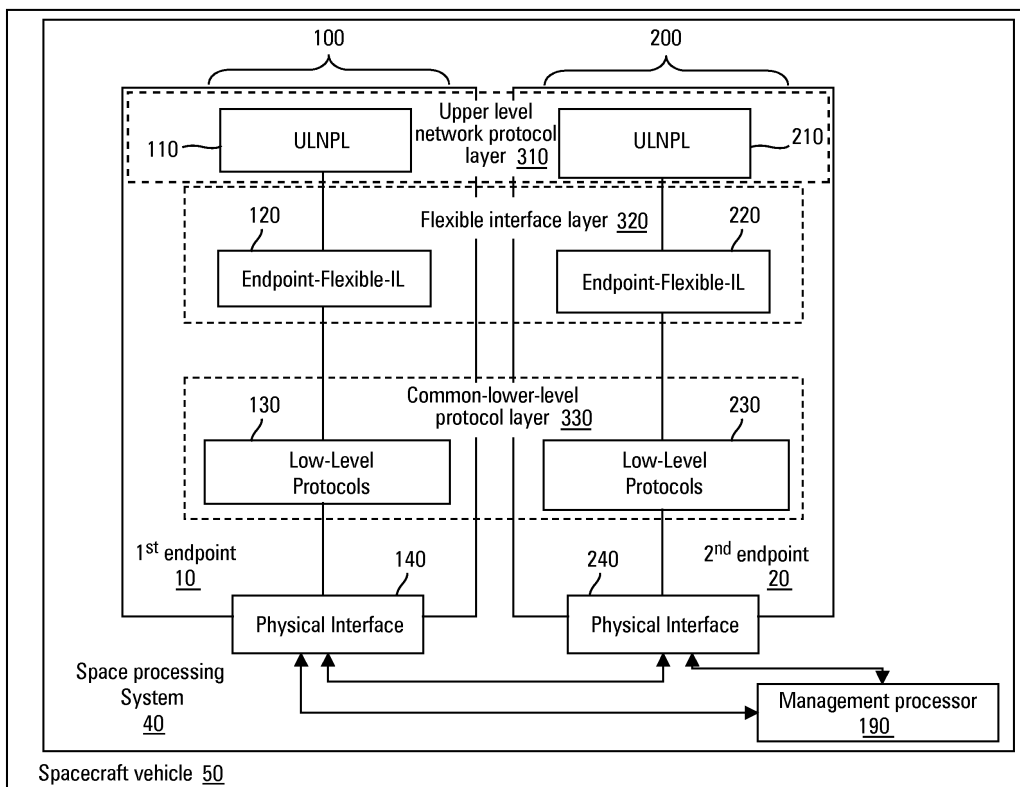 100
200
Upper level
network protocol
layer 310
110
ULNPL
ULNPL
210
Flexible interface layer 320
120
220
Endpoint-Flexible-IL
Endpoint-Flexible-IL
Common-lower-level
protocol layer 330
130
230
Low-Level
Protocols
Low-Level
Protocols
1st endpoint
10
140
240
2nd endpoint
20
Physical Interface
Physical Interface
Space processing
System
40
Management processor
190
Spacecraft vehicle 50